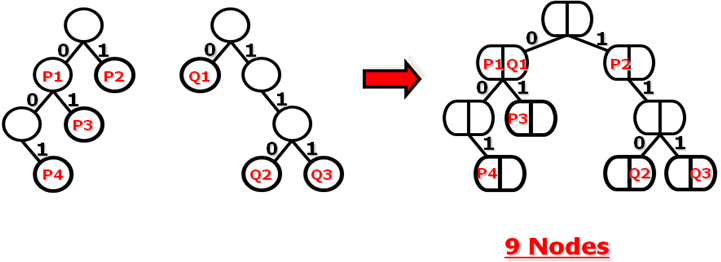 0 1 0 1 0 1
P1 P2 Q1 P1 Q1 P2
0 1 1 0 1 1
P3 P3
1 0 1 1 0 1
P4 Q2 Q3 P4 Q2 Q3
9 Nodes